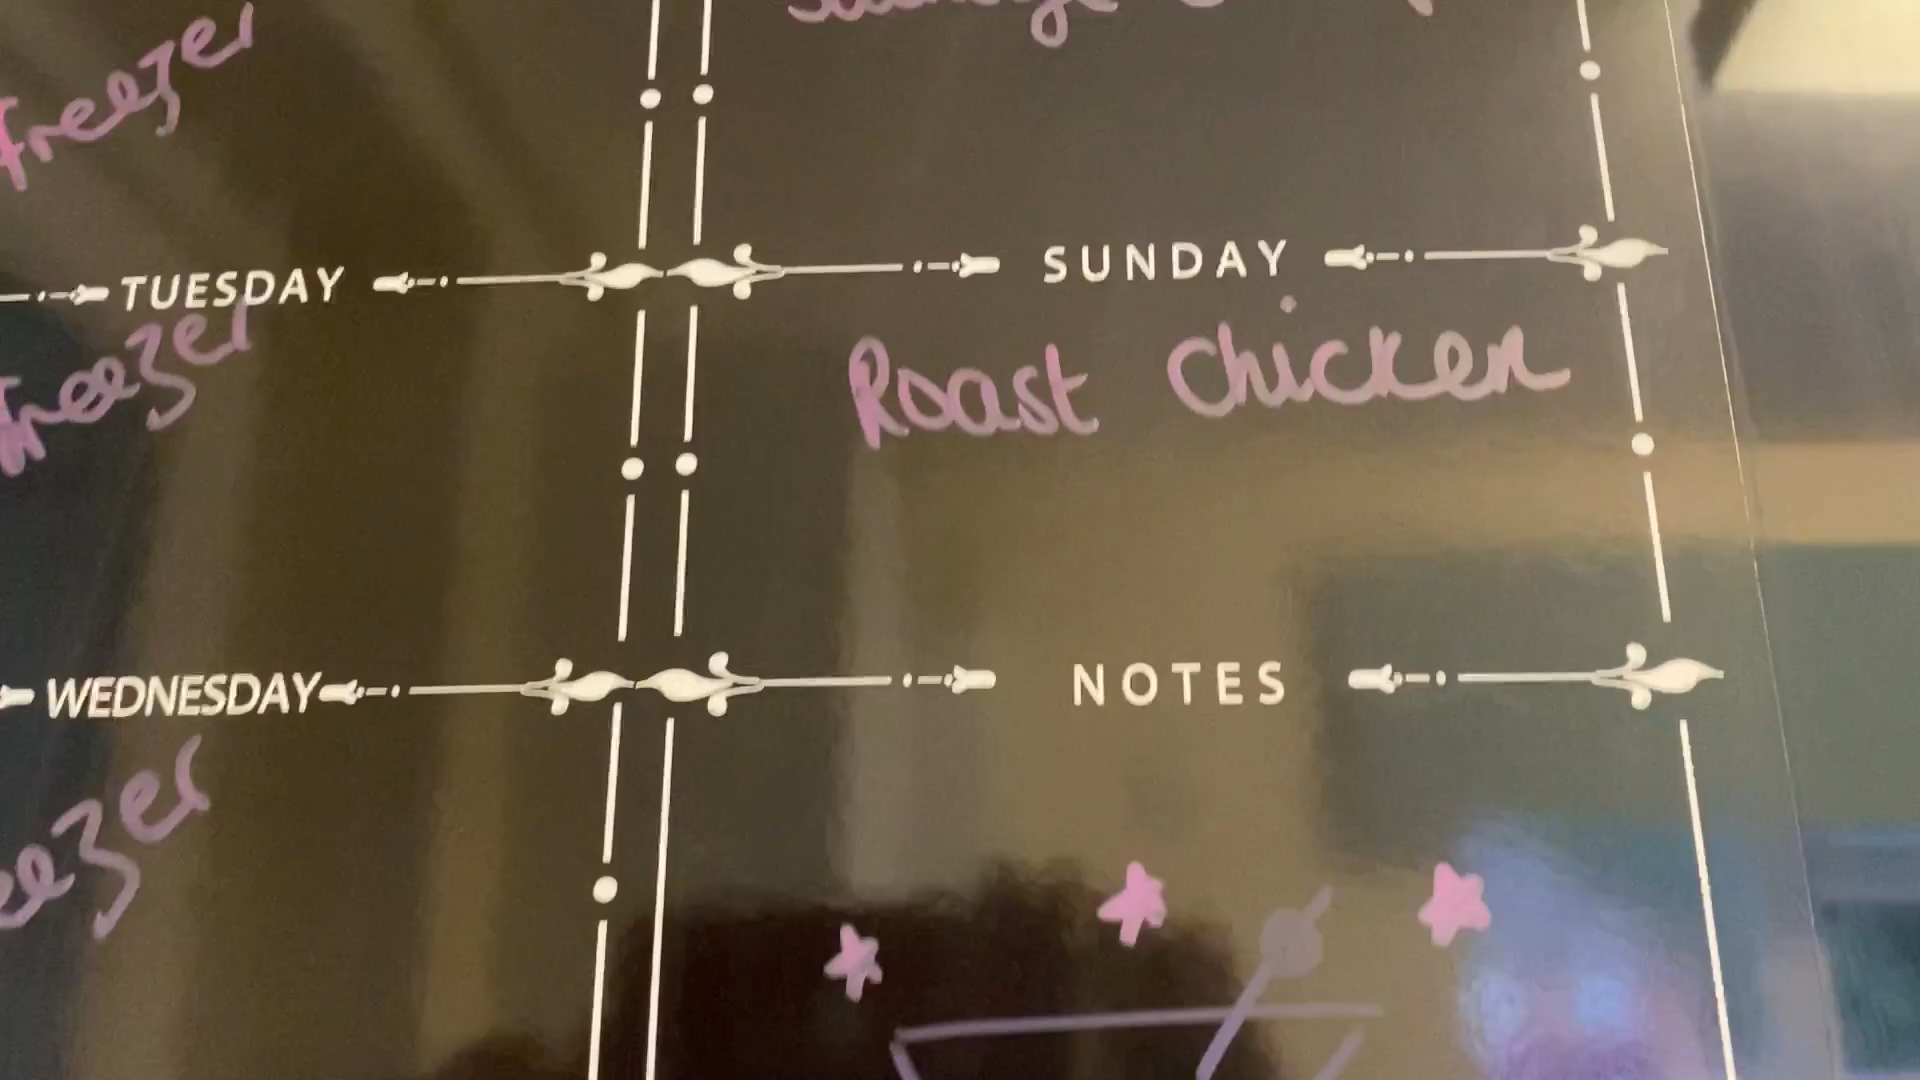 freezer
TUESDAY
freezer
WEDNESDAY
SUNDAY
Roast Chicken
NOTES